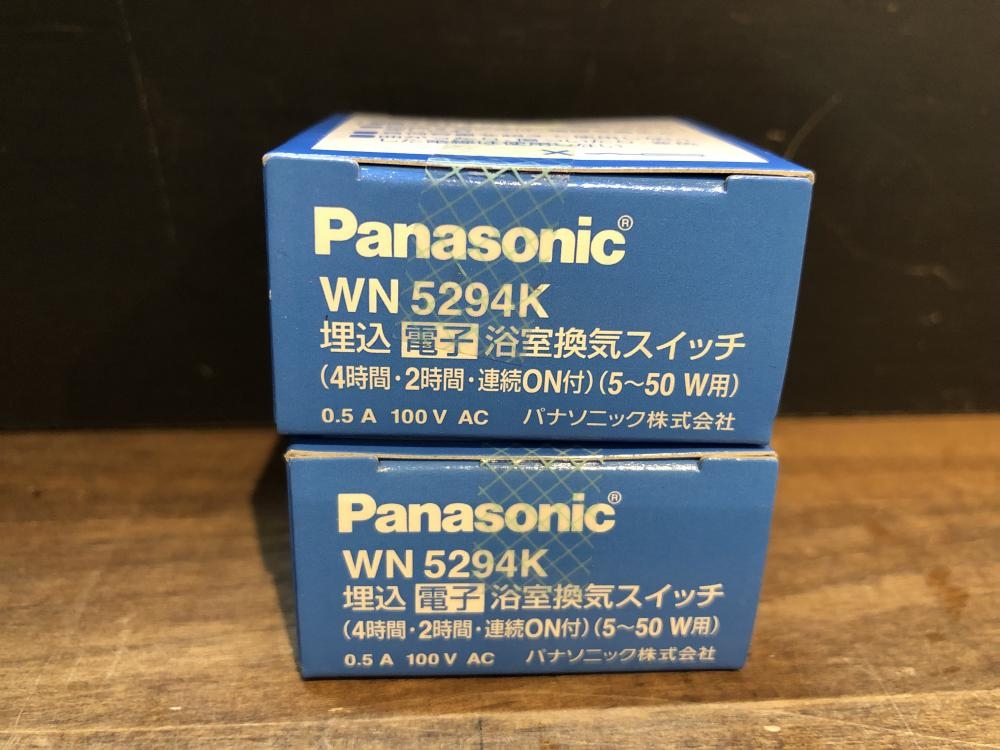 Panasonic®
WN 5294K
埋込 電子 浴室換気スイッチ
(4時間・2時間・連続ON付)(5～50 W用)
0.5 A 100 V AC パナソニック株式会社
Panasonic®
WN 5294K
埋込 電子 浴室換気スイッチ
(4時間・2時間・連続ON付)(5～50 W用)
0.5 A 100 V AC パナソニック株式会社